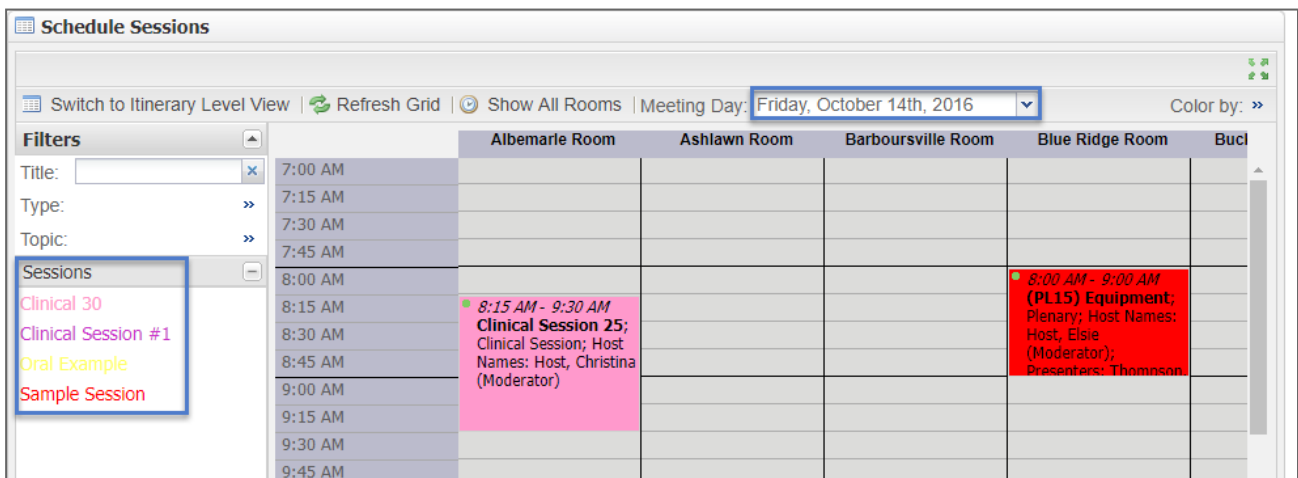 Schedule Sessions
Switch to Itinerary Level View | Refresh Grid | Show All Rooms | Meeting Day: Friday, October 14th, 2016 Color by: »
Filters
Albemarle Room Ashlawn Room Barboursville Room Blue Ridge Room
Title:
Type: »
Topic: »
Sessions
Clinical 30
Clinical Session #1
Oral Example
Sample Session
7:00 AM
7:15 AM
7:30 AM
7:45 AM
8:00 AM
8:15 AM
8:30 AM
8:45 AM
9:00 AM
9:15 AM
9:30 AM
9:45 AM
8:15 AM - 9:30 AM
Clinical Session 25;
Clinical Session; Host
Names: Host, Christina
(Moderator)
8:00 AM - 9:00 AM
(PL15) Equipment;
Plenary; Host Names:
Host, Elsie
(Moderator);
Presenters: Thompson,